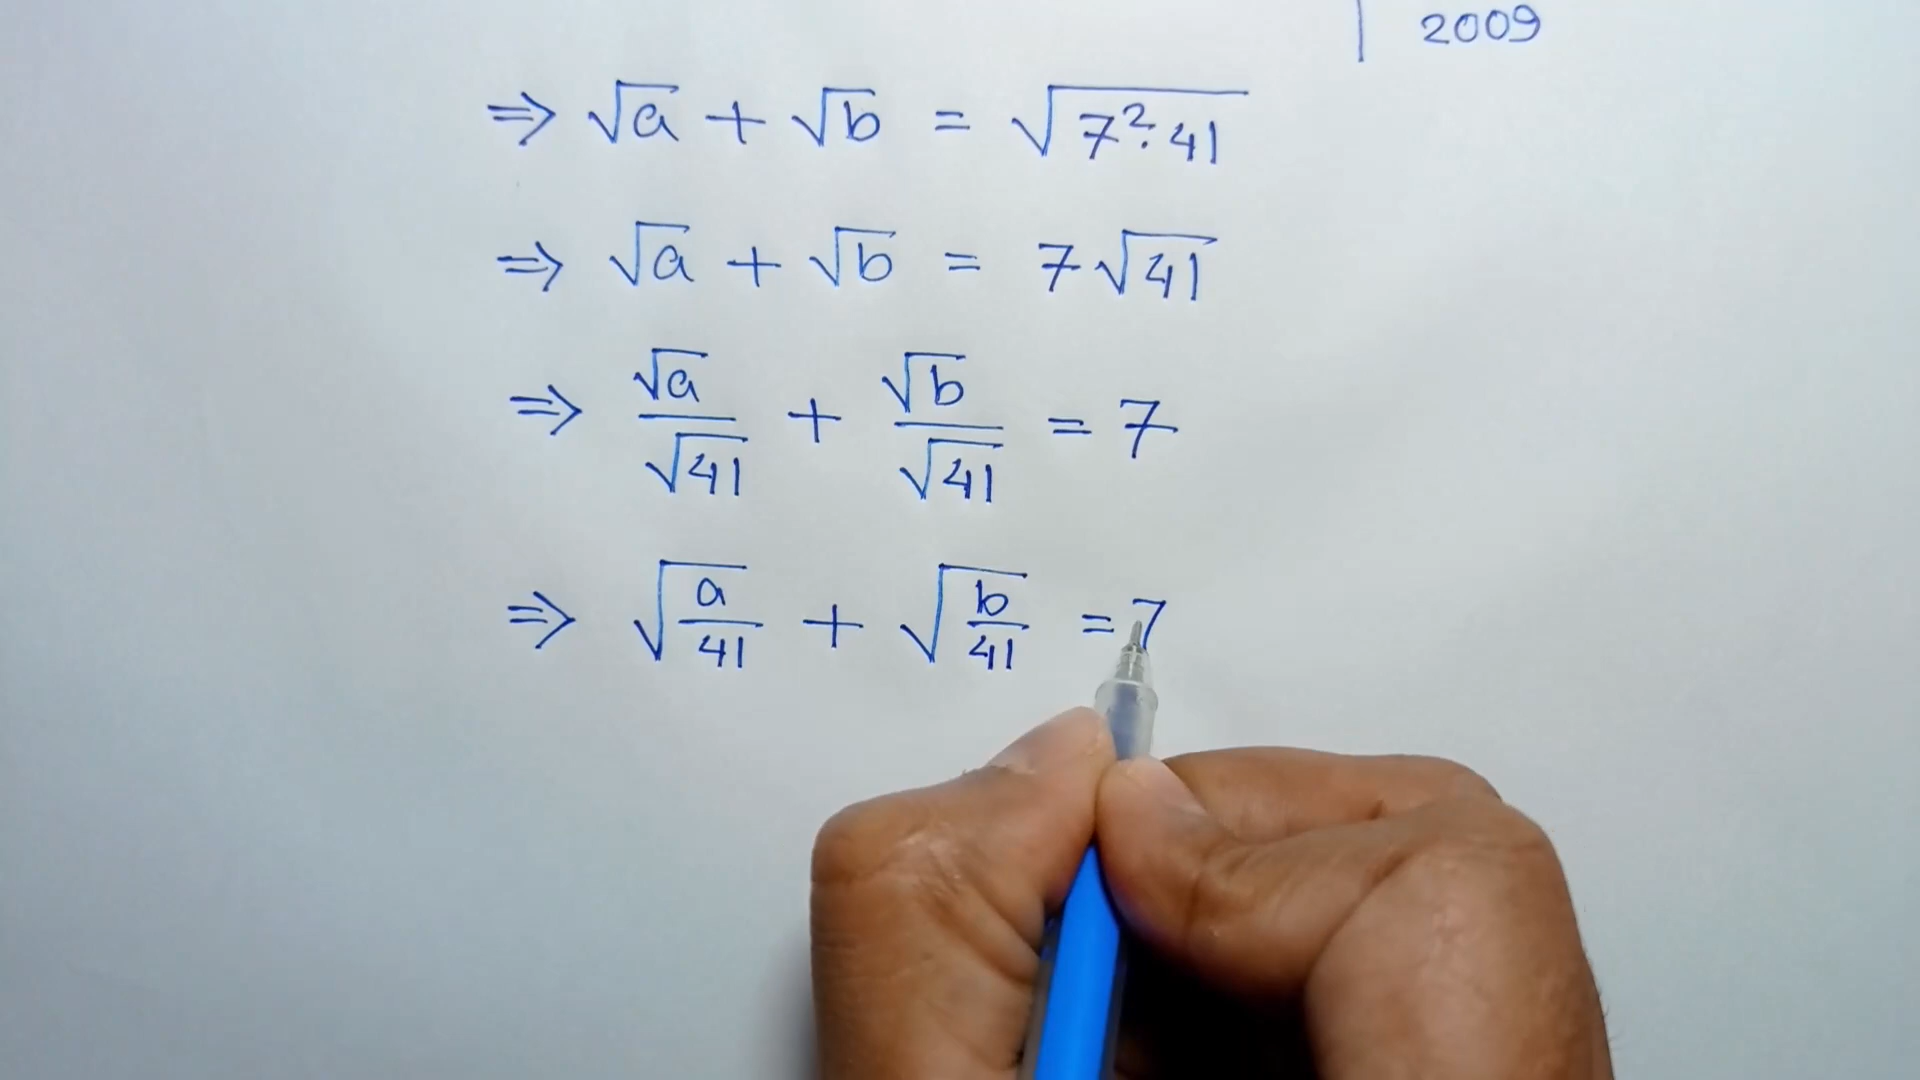 2009
⇒ √a + √b = √(7².41)
⇒ √a + √b = 7√41
⇒ √a/√41 + √b/√41 = 7
⇒ √(a/41) + √(b/41) = 7